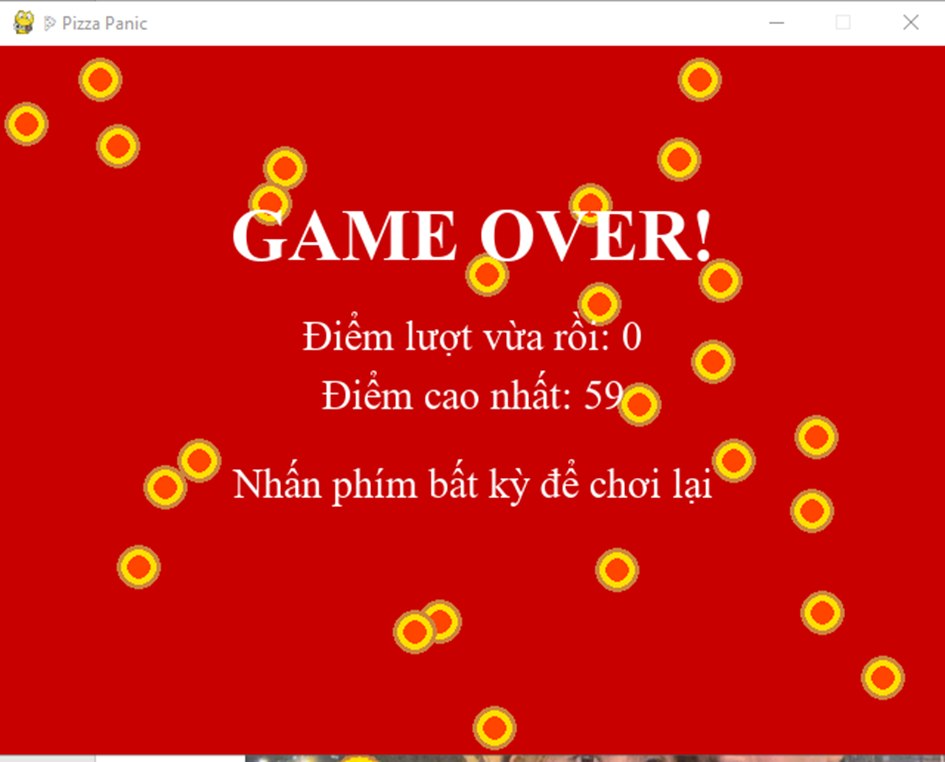 Pizza Panic
GAME OVER!
Điểm lượt vừa rồi: 0
Điểm cao nhất: 59
Nhấn phím bất kỳ để chơi lại